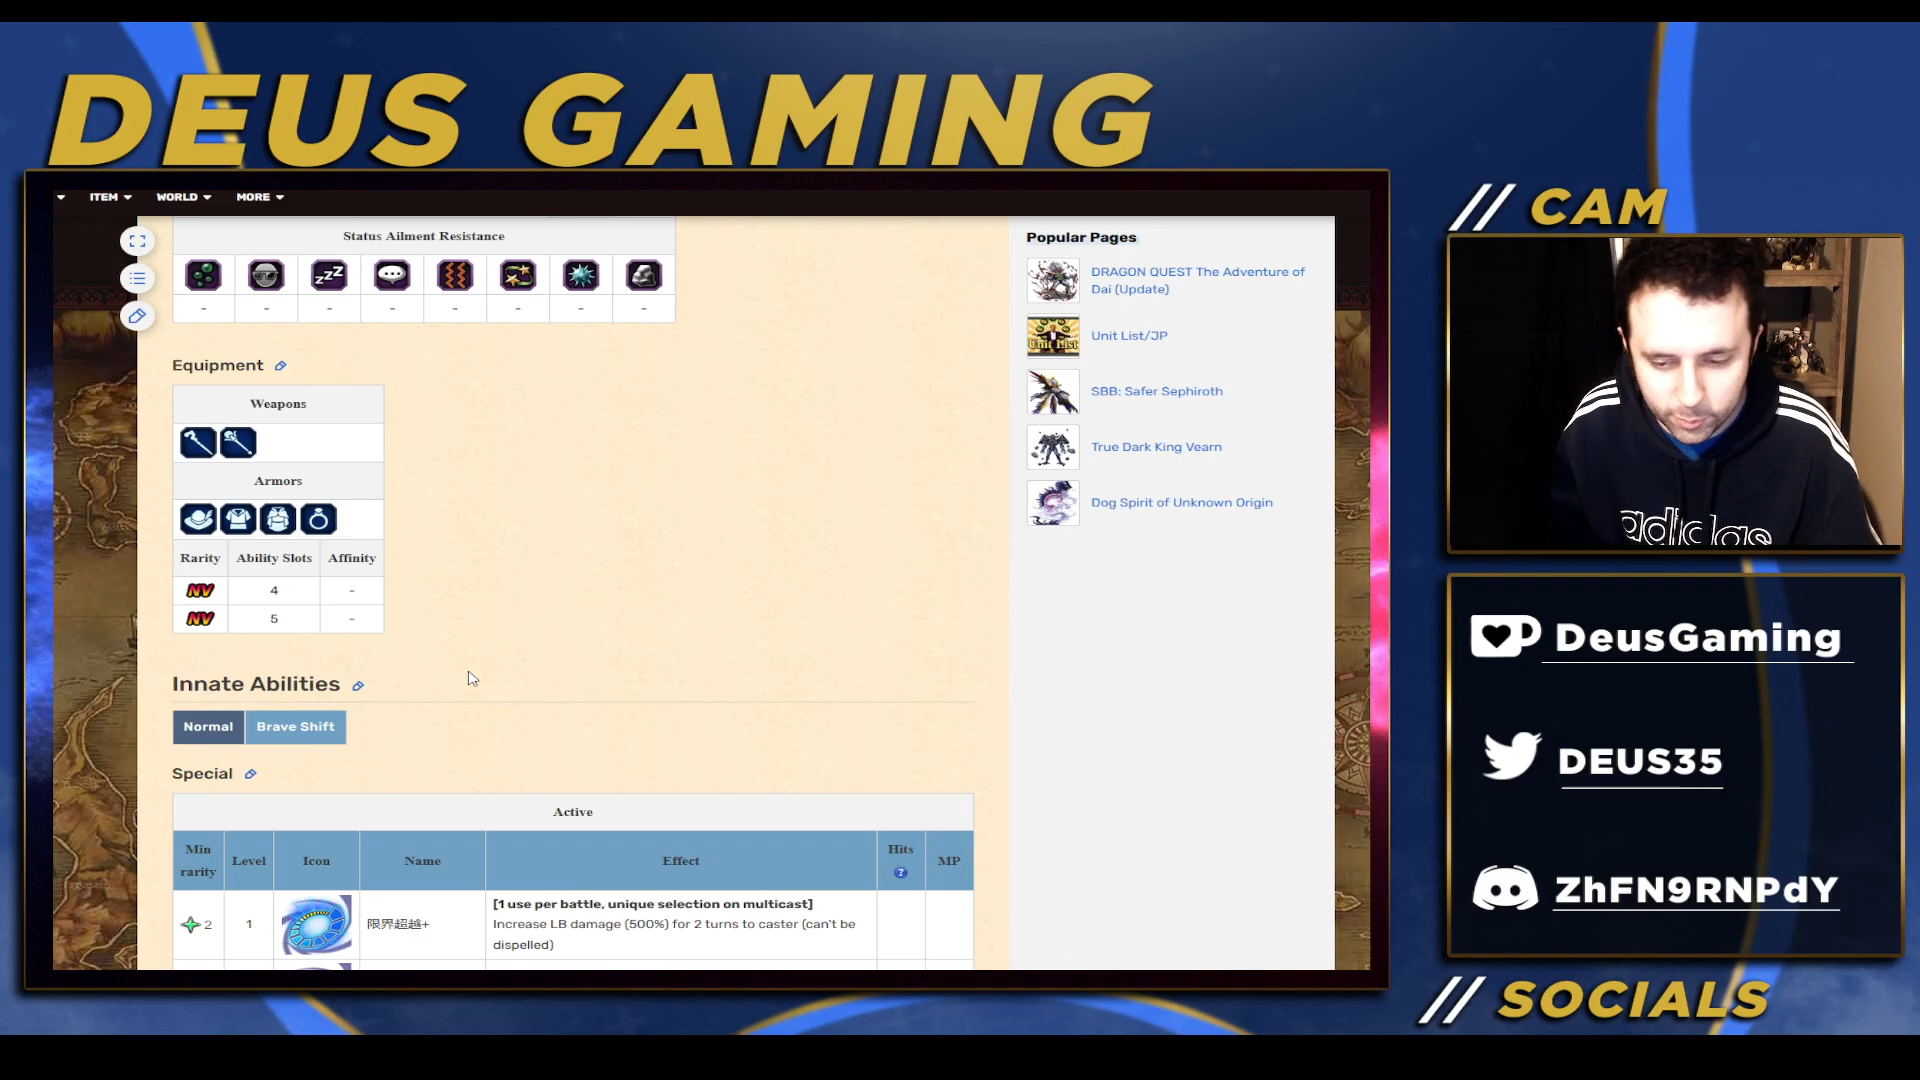 DEUS GAMING
ITEM WORLD MORE
Status Ailment Resistance
- - - - - - - -
Equipment
Weapons
Armors
Rarity Ability Slots Affinity
NV 4 -
NV 5 -
Innate Abilities
Normal Brave Shift
Special
Active
Min rarity Level Icon Name Effect Hits MP
2 1 限界超越+ [1 use per battle, unique selection on multicast]
Increase LB damage (500%) for 2 turns to caster (can't be
dispelled)
Popular Pages
DRAGON QUEST The Adventure of
Dai (Update)
Unit List
Unit List/JP
SBB: Safer Sephiroth
True Dark King Vearn
Dog Spirit of Unknown Origin
// CAM
DeusGaming
DEUS35
ZhFN9RNPdY
// SOCIALS